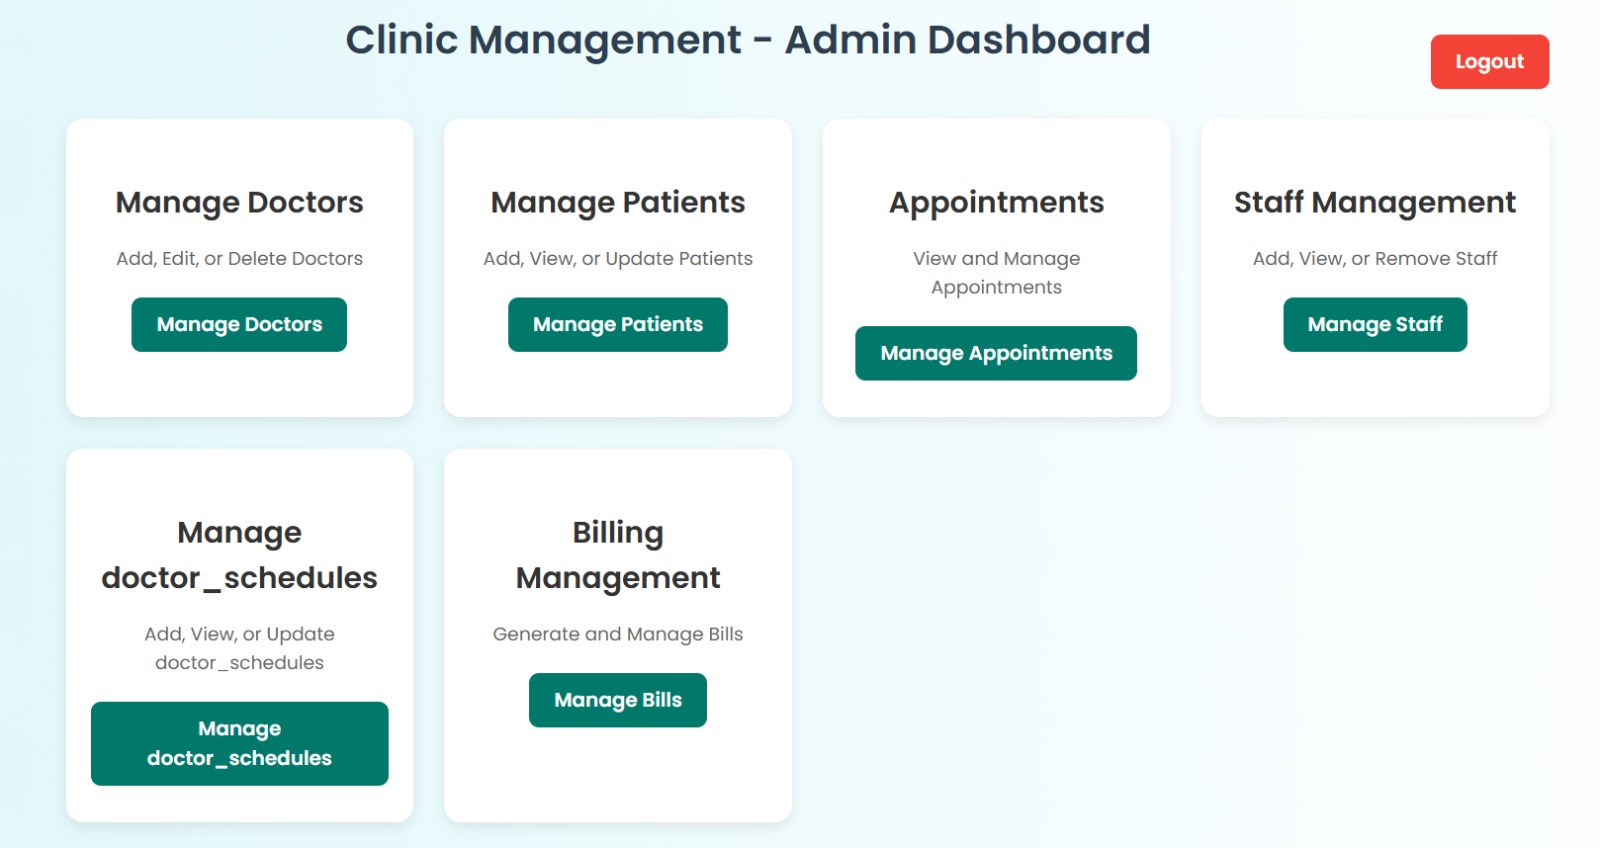 Clinic Management - Admin Dashboard
Logout
Manage Doctors
Add, Edit, or Delete Doctors
Manage Doctors
Manage Patients
Add, View, or Update Patients
Manage Patients
Appointments
View and Manage
Appointments
Manage Appointments
Staff Management
Add, View, or Remove Staff
Manage Staff
Manage
doctor_schedules
Add, View, or Update
doctor_schedules
Manage
doctor_schedules
Billing
Management
Generate and Manage Bills
Manage Bills